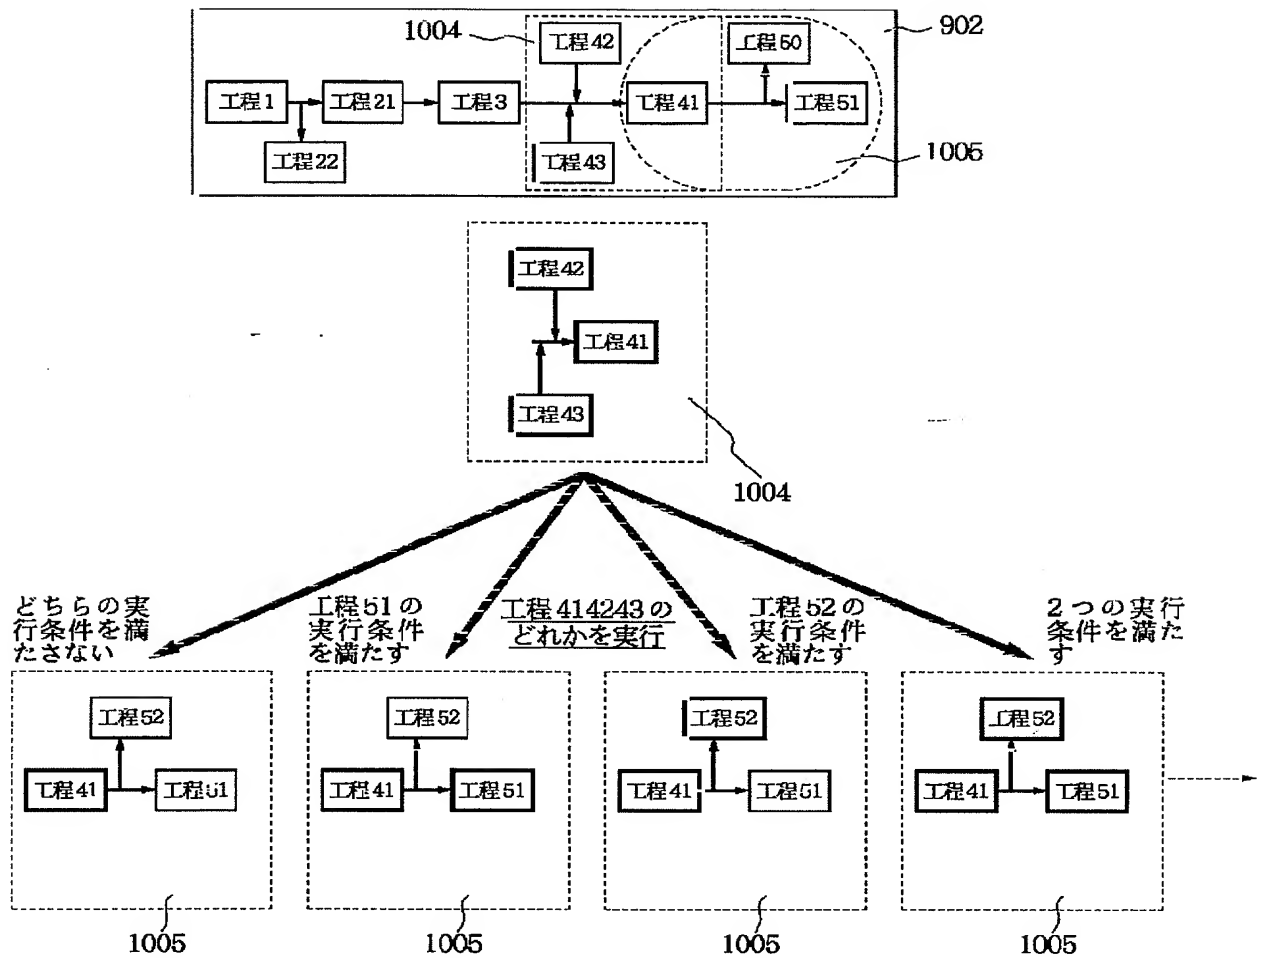 1004
工程42
工程50
902
工程1
工程21
工程3
工程41
工程51
工程22
工程43
1005
工程42
工程41
工程43
1004
どちらの実
行条件を満
たさない
工程51の
実行条件
を満たす
工程414243の
どれかを実行
工程52の
実行条件
を満たす
2つの実行
条件を満た
す
工程52
工程41
工程51
工程52
工程41
工程51
工程52
工程41
工程51
工程52
工程41
工程51
1005
1005
1005
1005